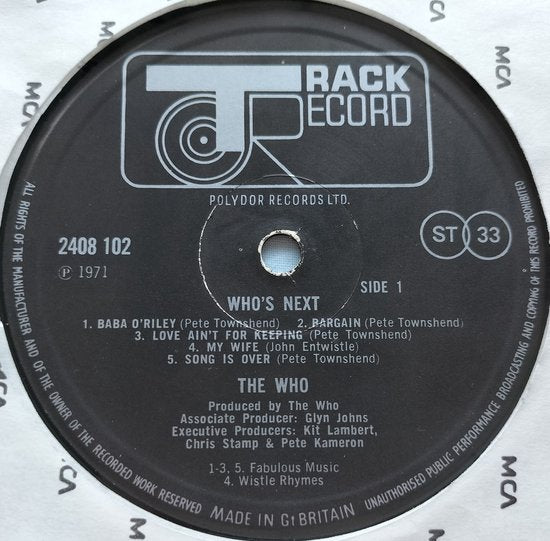 TRACK
RECORD
POLYDOR RECORDS LTD.
2408 102
ST 33
℗ 1971
SIDE 1
WHO'S NEXT
1. BABA O'RILEY (Pete Townshend) 2. BARGAIN (Pete Townshend)
3. LOVE AIN'T FOR KEEPING (Pete Townshend)
4. MY WIFE (John Entwistle)
5. SONG IS OVER (Pete Townshend)
THE WHO
Produced by The Who
Associate Producer: Glyn Johns
Executive Producers: Kit Lambert,
Chris Stamp & Pete Kameron
1-3. 5. Fabulous Music
4. Wistle Rhymes
ALL RIGHTS OF THE MANUFACTURER AND OF THE OWNER OF THE RECORDED WORK RESERVED
MADE IN Gt BRITAIN
UNAUTHORISED PUBLIC PERFORMANCE BROADCASTING AND COPYING OF THIS RECORD PROHIBITED
MCA
MCA
MCA
MCA
MCA
MCA
MCA